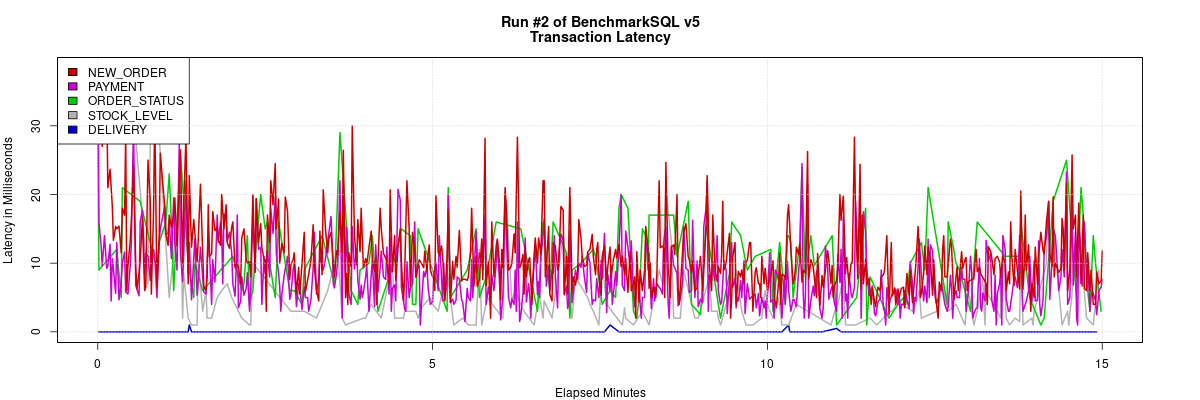 Run #2 of BenchmarkSQL v5
Transaction Latency
NEW_ORDER
PAYMENT
ORDER_STATUS
STOCK_LEVEL
DELIVERY
Latency in Milliseconds
30
20
10
0
0 5 10 15
Elapsed Minutes